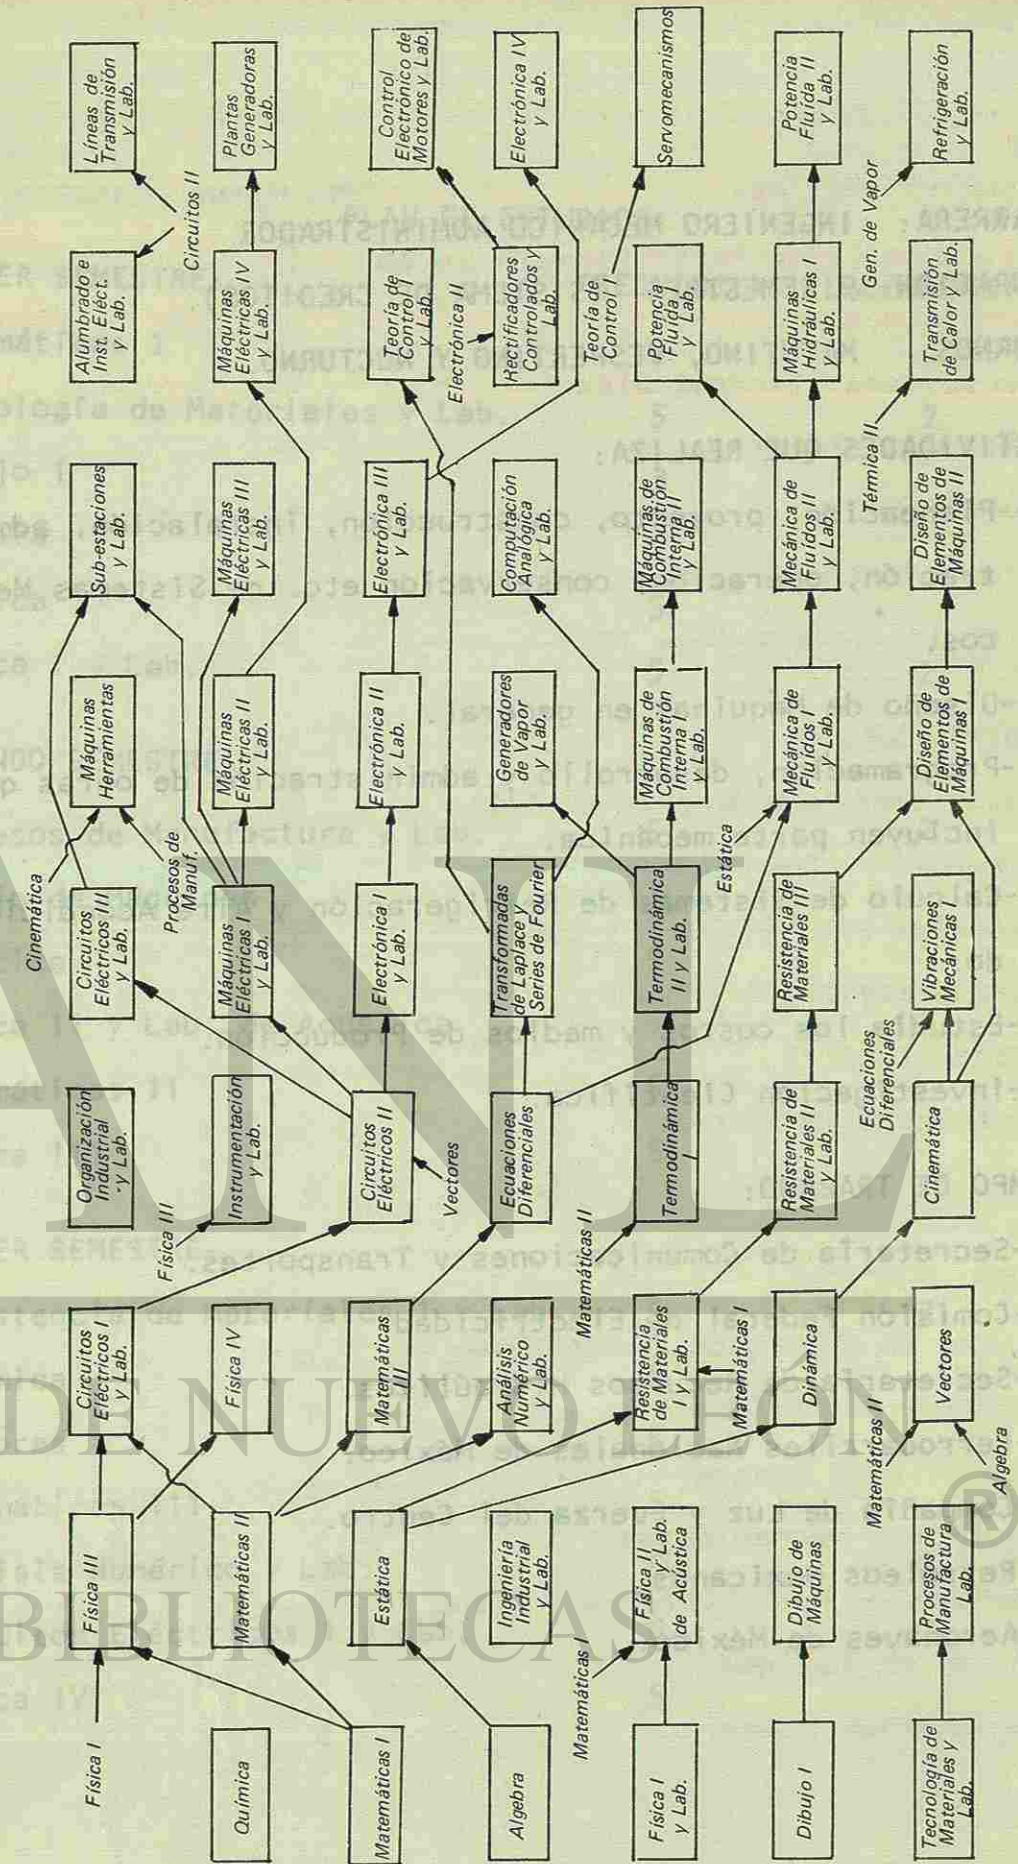 Física I
Química
Matemáticas I
Algebra
Física I
y Lab.
Dibujo I
Tecnología de
Materiales y
Lab.
Física III
Matemáticas II
Estática
Ingeniería
Industrial
y Lab.
Matemáticas I
Física II
y Lab.
de Acústica
Dibujo de
Máquinas
Procesos de
Manufactura y
Lab.
Circuitos
Eléctricos I
y Lab.
Física IV
Matemáticas
III
Análisis
Numérico
y Lab.
Resistencia
de Materiales
I y Lab.
Matemáticas I
Dinámica
Matemáticas II
Vectores
Algebra
Organización
Industrial
y Lab.
Física III
Instrumentación
y Lab.
Circuitos
Eléctricos II
Vectores
Ecuaciones
Diferenciales
Matemáticas II
Termodinámica
I
Resistencia de
Materiales II
y Lab.
Cinemática
Cinemática
Circuitos
Eléctricos III
y Lab.
Procesos de
Manuf.
Máquinas
Eléctricas I
y Lab.
Electrónica I
y Lab.
Transformadas
de Laplace y
Series de Fourier
Termodinámica
II y Lab.
Estática
Resistencia de
Materiales III
Ecuaciones
Diferenciales
Vibraciones
Mecánicas I
Máquinas
Herramientas
Máquinas
Eléctricas II
y Lab.
Electrónica II
y Lab.
Generadores
de Vapor
y Lab.
Máquinas de
Combustión
Interna I
y Lab.
Mecánica de
Fluidos I
y Lab.
Diseño de
Elementos de
Máquinas I
Sub-estaciones
y Lab.
Máquinas
Eléctricas III
y Lab.
Electrónica III
y Lab.
Computación
Analógica
y Lab.
Máquinas de
Combustión
Interna I
y Lab.
Mecánica de
Fluídos II
y Lab.
Diseño de
Elementos de
Máquinas II
Alumbrado e
Inst. Eléct.
y Lab.
Circuitos II
Máquinas
Eléctricas IV
y Lab.
Teoría de
Control I
y Lab.
Electrónica II
Rectificadores
Controlados y
Lab.
Teoría de
Control I
Potencia
Fluída I
y Lab.
Máquinas
Hidráulicas I
y Lab.
Térmica II
Transmisión
de Calor y Lab.
Gen. de Vapor
Líneas de
Transmisión
y Lab.
Plantas
Generadoras
y Lab.
Control
Electrónico de
Motores y Lab.
Electrónica IV
y Lab.
Servomecanismos
Potencia
Fluída II
y Lab.
Refrigeración
y Lab.
ANL
DE NUEVO LEÓN
®
BIBLIOTECAS